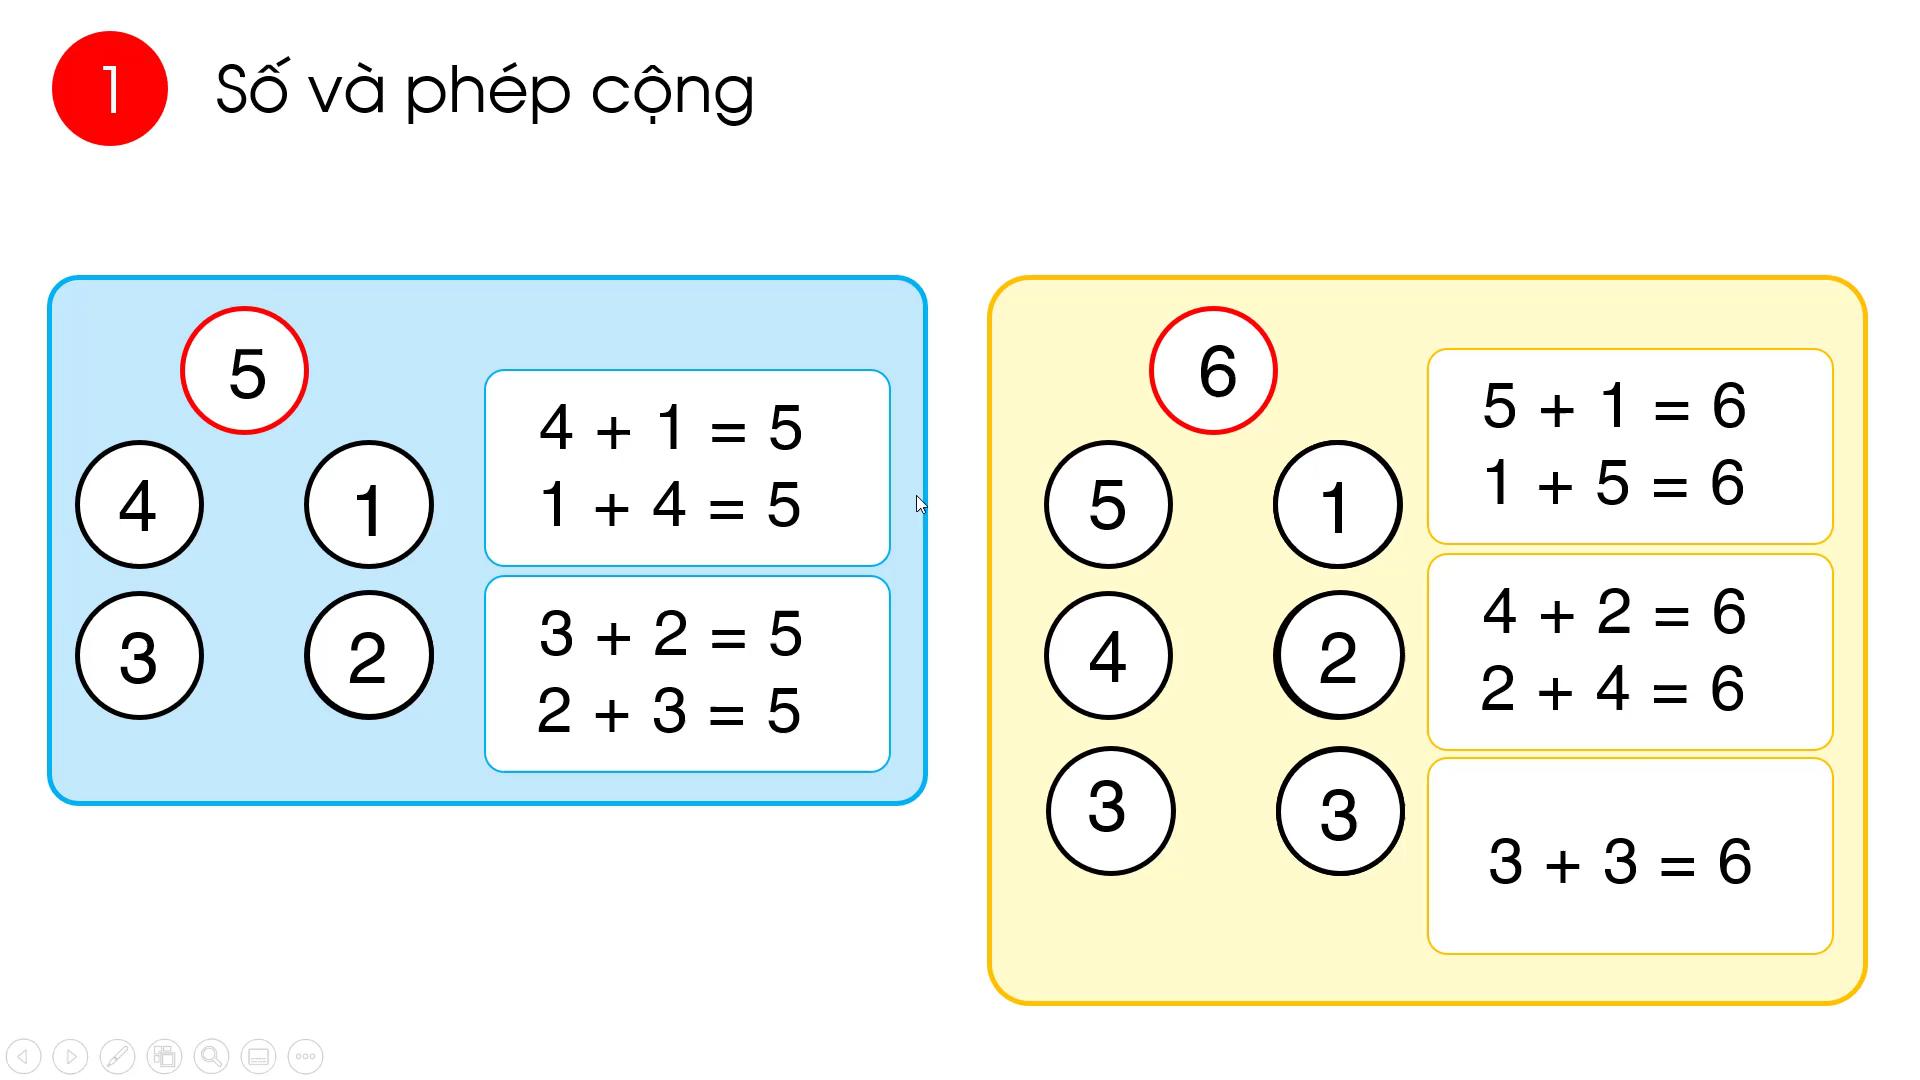 1 Số và phép cộng
5
4 1
3 2
4 + 1 = 5
1 + 4 = 5
3 + 2 = 5
2 + 3 = 5
6
5 1
4 2
3 3
5 + 1 = 6
1 + 5 = 6
4 + 2 = 6
2 + 4 = 6
3 + 3 = 6